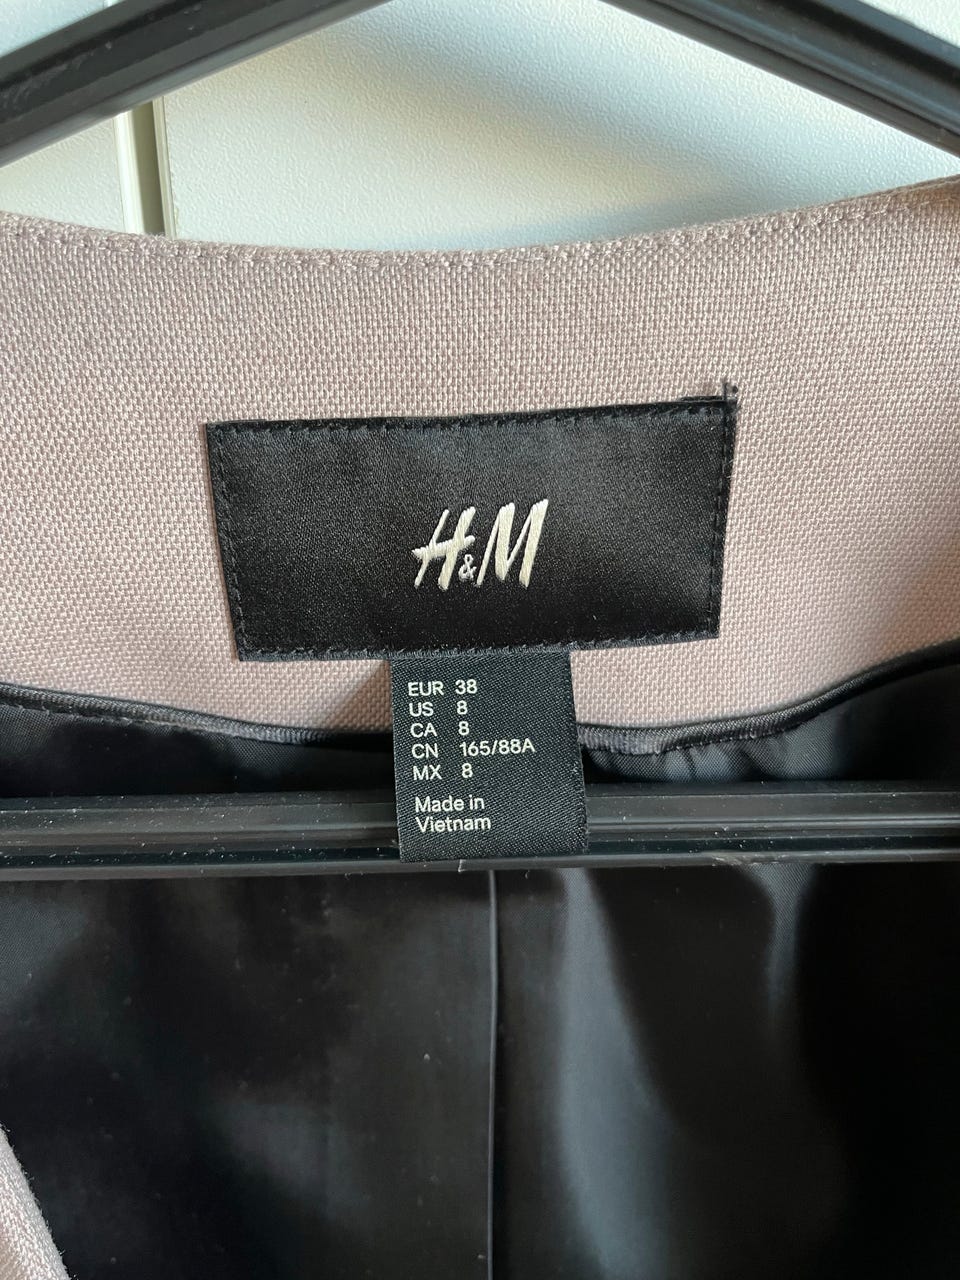 H&M
EUR 38
US 8
CA 8
CN 165/88A
MX 8
Made in
Vietnam